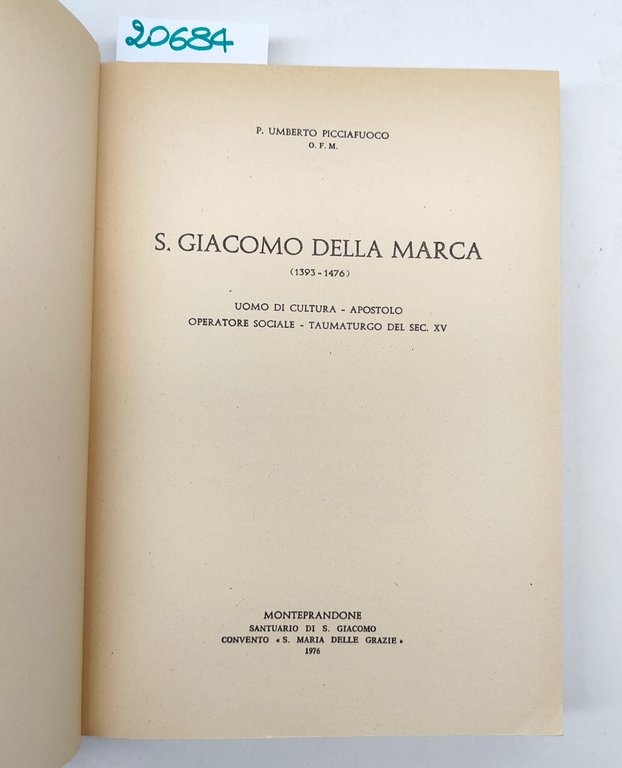 20684
P. UMBERTO PICCIAFUOCO
O. F. M.
S. GIACOMO DELLA MARCA
(1393-1476)
UOMO DI CULTURA - APOSTOLO
OPERATORE SOCIALE - TAUMATURGO DEL SEC. XV
MONTEPRANDONE
SANTUARIO DI S. GIACOMO
CONVENTO « S. MARIA DELLE GRAZIE »
1976